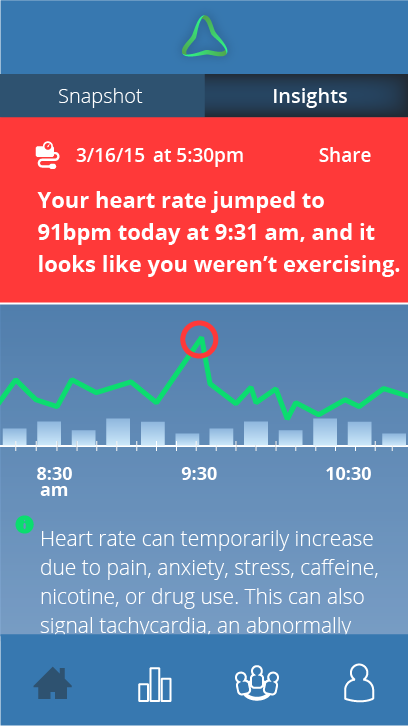 Snapshot Insights
3/16/15 at 5:30pm Share
Your heart rate jumped to
91bpm today at 9:31 am, and it
looks like you weren’t exercising.
8:30 9:30 10:30
am
Heart rate can temporarily increase
due to pain, anxiety, stress, caffeine,
nicotine, or drug use. This can also
signal tachycardia, an abnormally